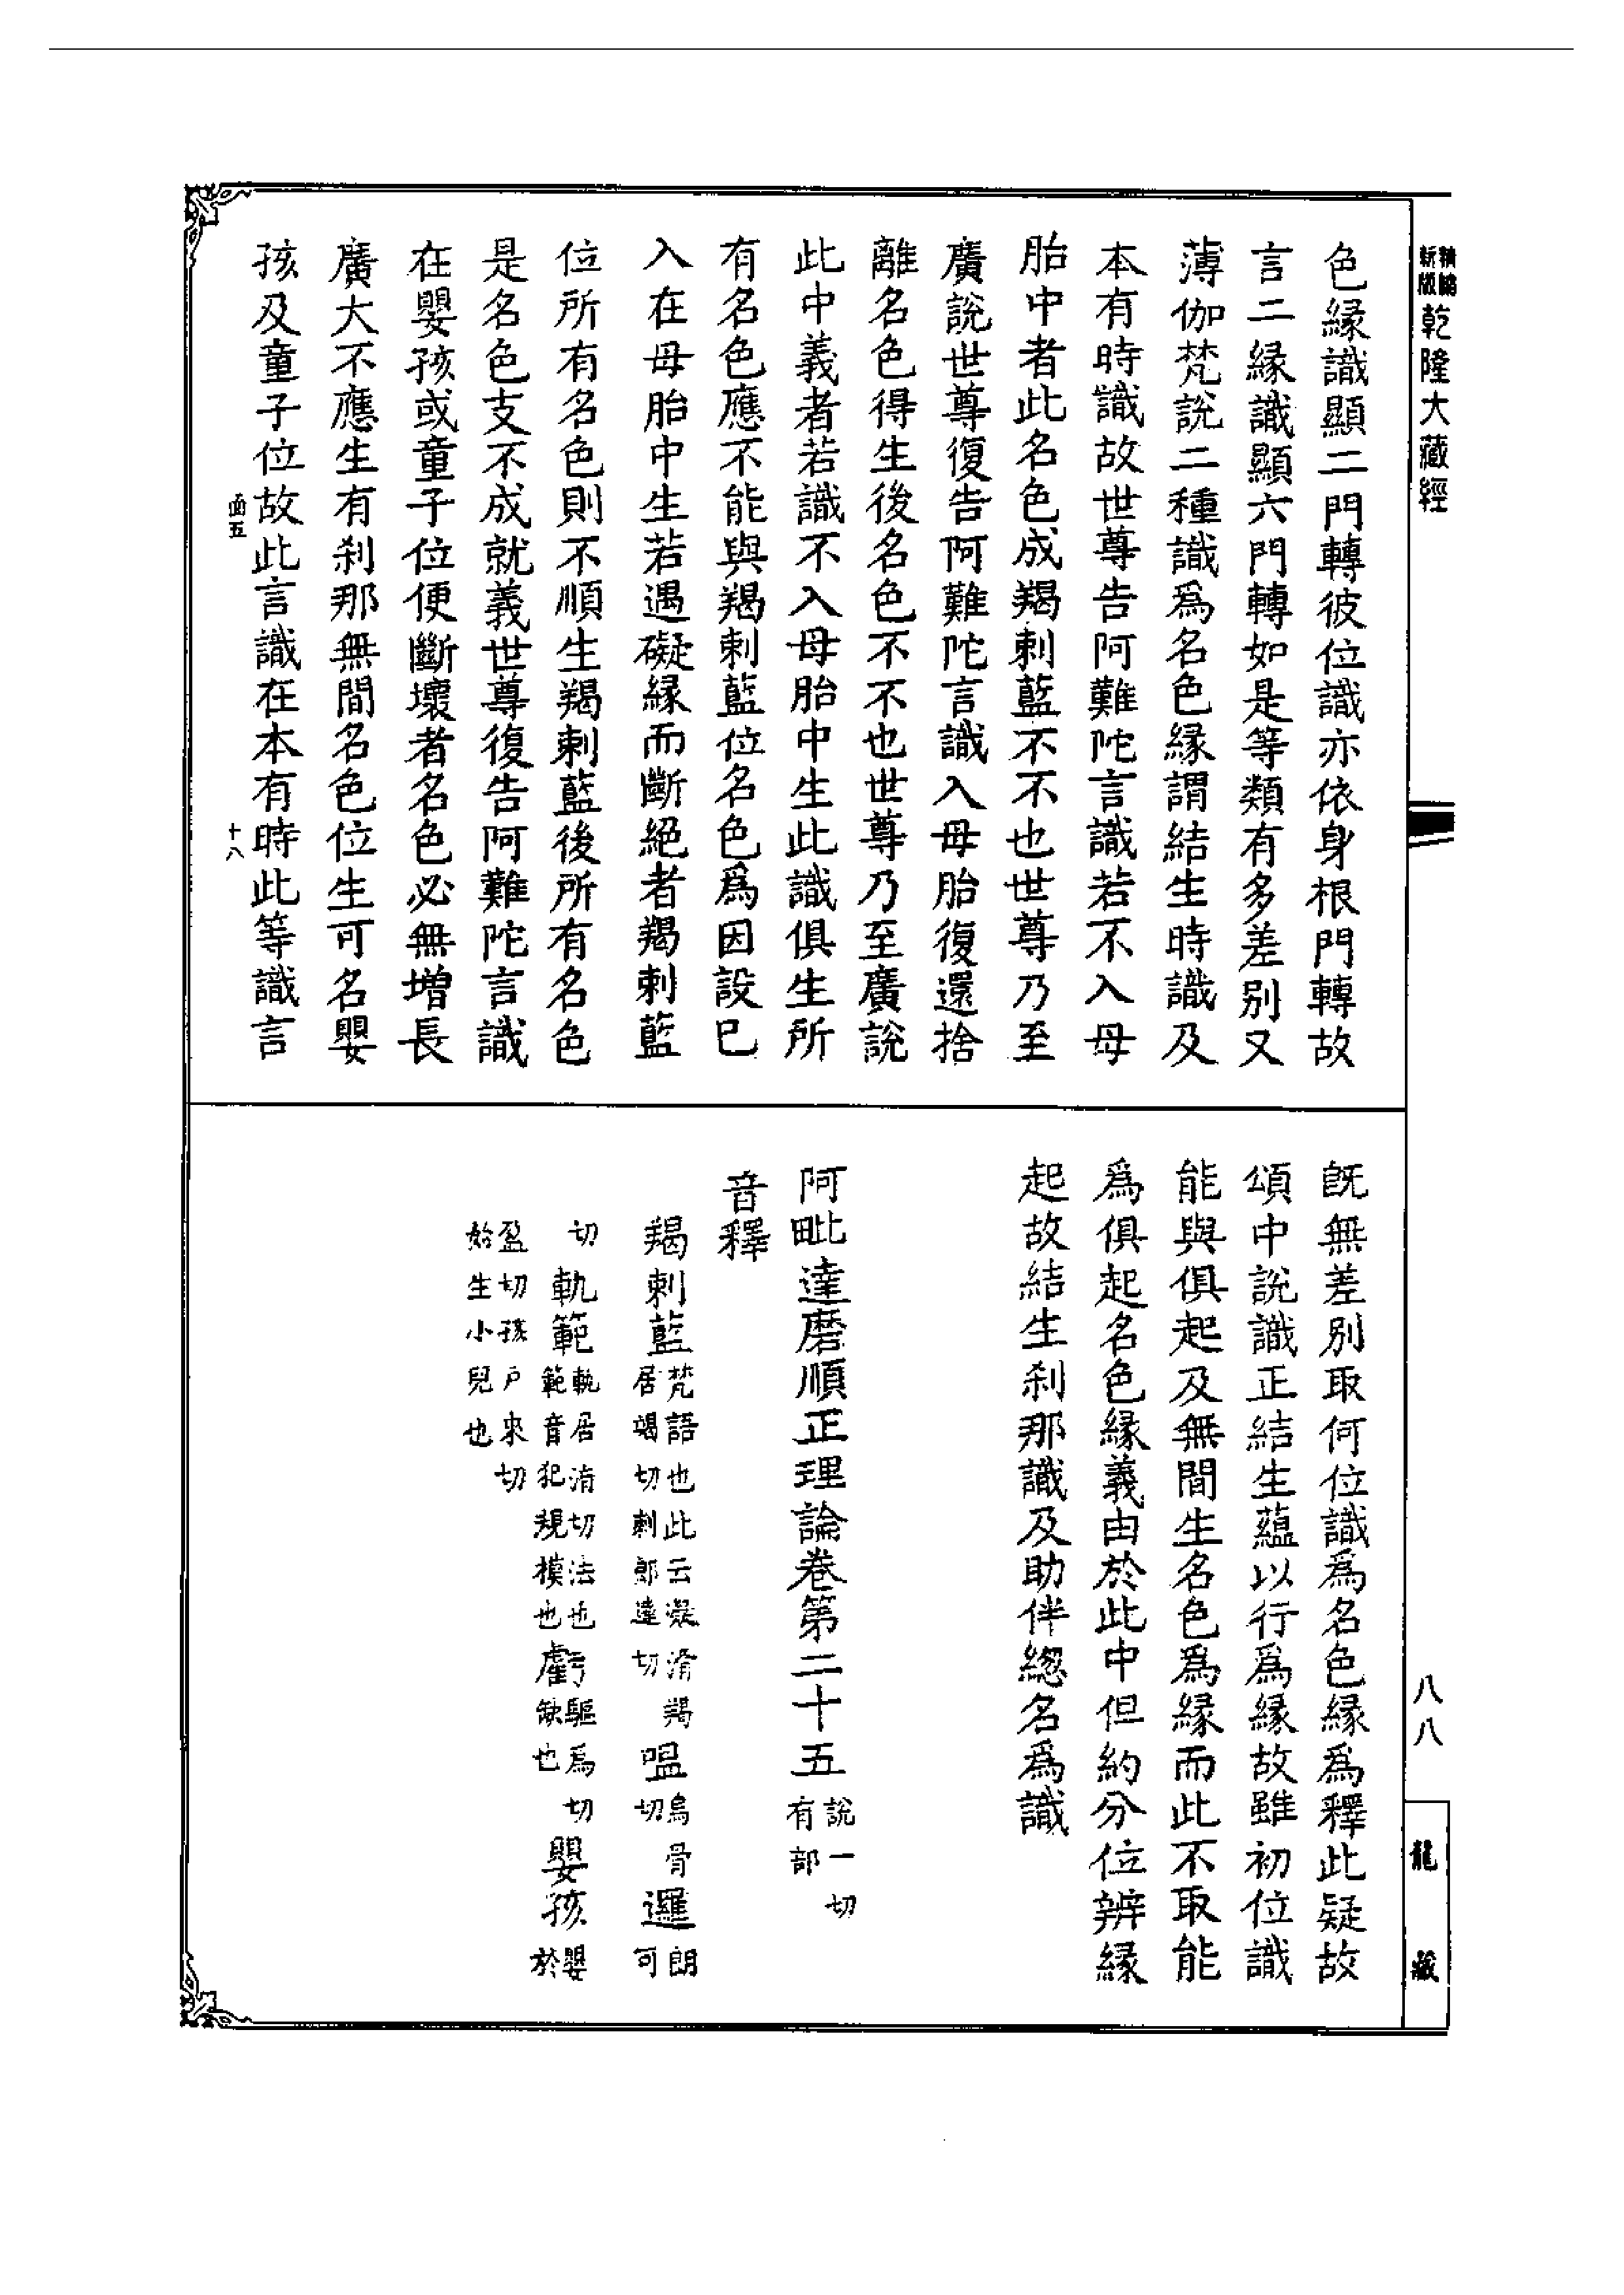 新版精縮乾隆大藏經
色緣識顯二門轉彼位識亦依身根門轉故
言二緣識顯六門轉如是等類有多差別又
薄伽梵說二種識爲名色緣謂結生時識及
本有時識故世尊告阿難陀言識若不入母
胎中者此名色成羯剌藍不不也世尊乃至
廣說世尊復告阿難陀言識入母胎復還捨
離名色得生後名色不不也世尊乃至廣說
此中義者若識不入母胎中生此識俱生所
有名色應不能與羯剌藍位名色爲因設已
入在母胎中生若遇礙緣而斷絕者羯剌藍
位所有名色則不順生羯剌藍後所有名色
是名色支不成就義世尊復告阿難陀言識
在嬰孩或童子位便斷壞者名色必無增長
廣大不應生有刹那無間名色位生可名嬰
孩及童子位故此言識在本有時此等識言
五
十八
既無差別取何位識爲名色緣爲釋此疑故
頌中說識正結生蘊以行爲緣故雖初位識
能與俱起及無間生名色爲緣而此不取能
爲俱起名色緣義由於此中但約分位辨緣
起故結生刹那識及助伴總名爲識
阿毗達磨順正理論卷第二十五說一切有部
音釋
羯剌藍梵語也此云凝滑羯居竭切剌郎達切嗢烏骨切邏朗可
切軌範軌居洧切法也範音犯規模也虧驅爲切缺也嬰孩嬰於
盈切孩戶來切始生小兒也
八八
龍藏